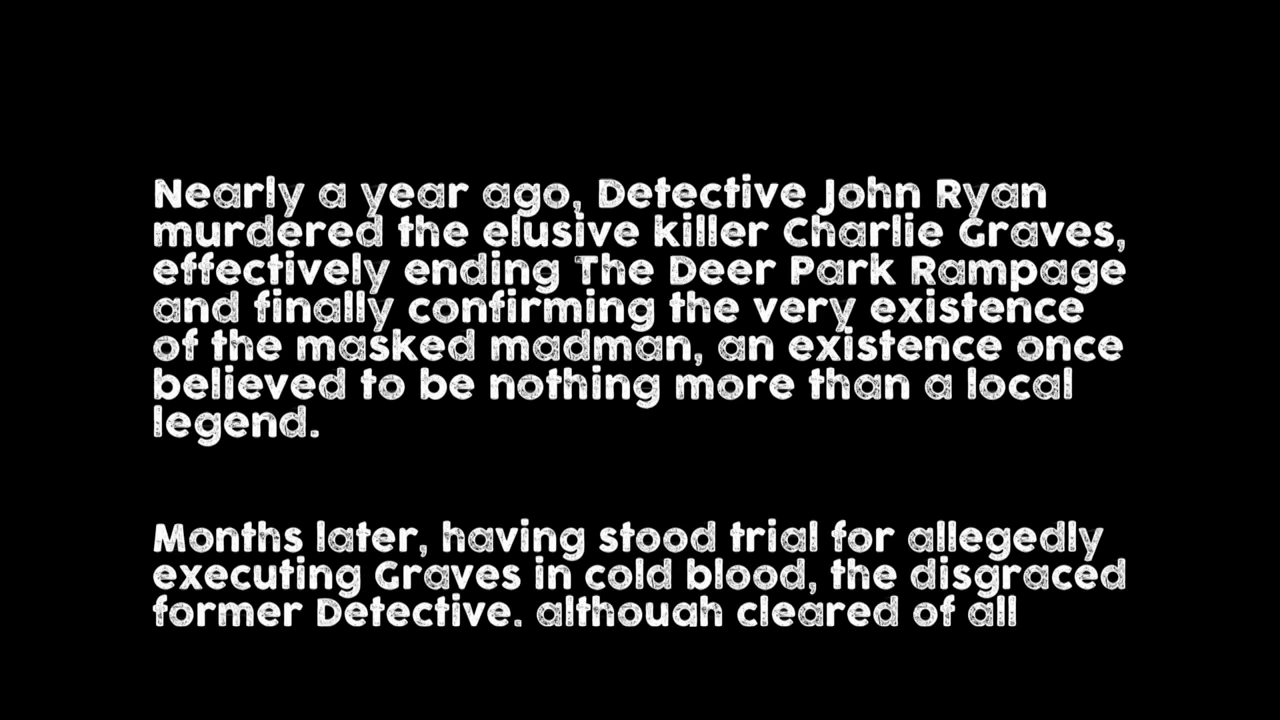 Nearly a year ago, Detective John Ryan
murdered the elusive killer Charlie Graves,
effectively ending The Deer Park Rampage
and finally confirming the very existence
of the masked madman, an existence once
believed to be nothing more than a local
legend.
Months later, having stood trial for allegedly
executing Graves in cold blood, the disgraced
former Detective, although cleared of all